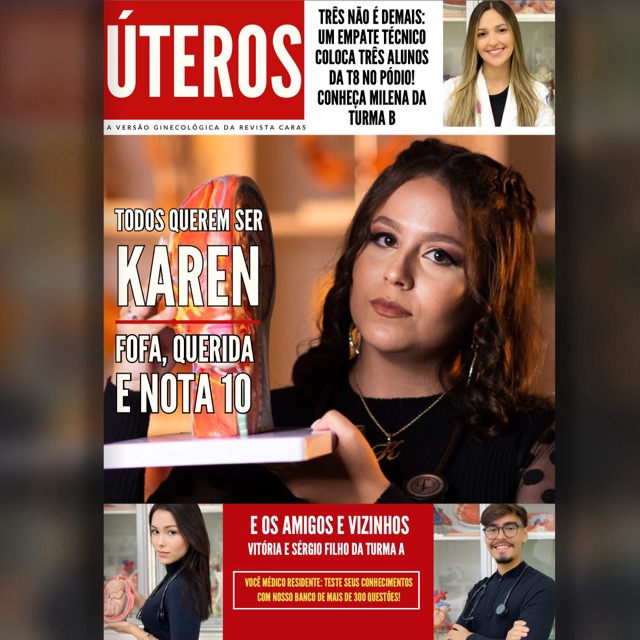 ÚTEROS
A VERSÃO GINECOLÓGICA DA REVISTA CARAS
TRÊS NÃO É DEMAIS:
UM EMPATE TÉCNICO
COLOCA TRÊS ALUNOS
DA T8 NO PÓDIO!
CONHEÇA MILENA DA
TURMA B
TODOS QUEREM SER
KAREN
FOFA, QUERIDA
E NOTA 10
E OS AMIGOS E VIZINHOS
VITÓRIA E SÉRGIO FILHO DA TURMA A
VOCÊ MÉDICO RESIDENTE: TESTE SEUS CONHECIMENTOS
COM NOSSO BANCO DE MAIS DE 300 QUESTÕES!